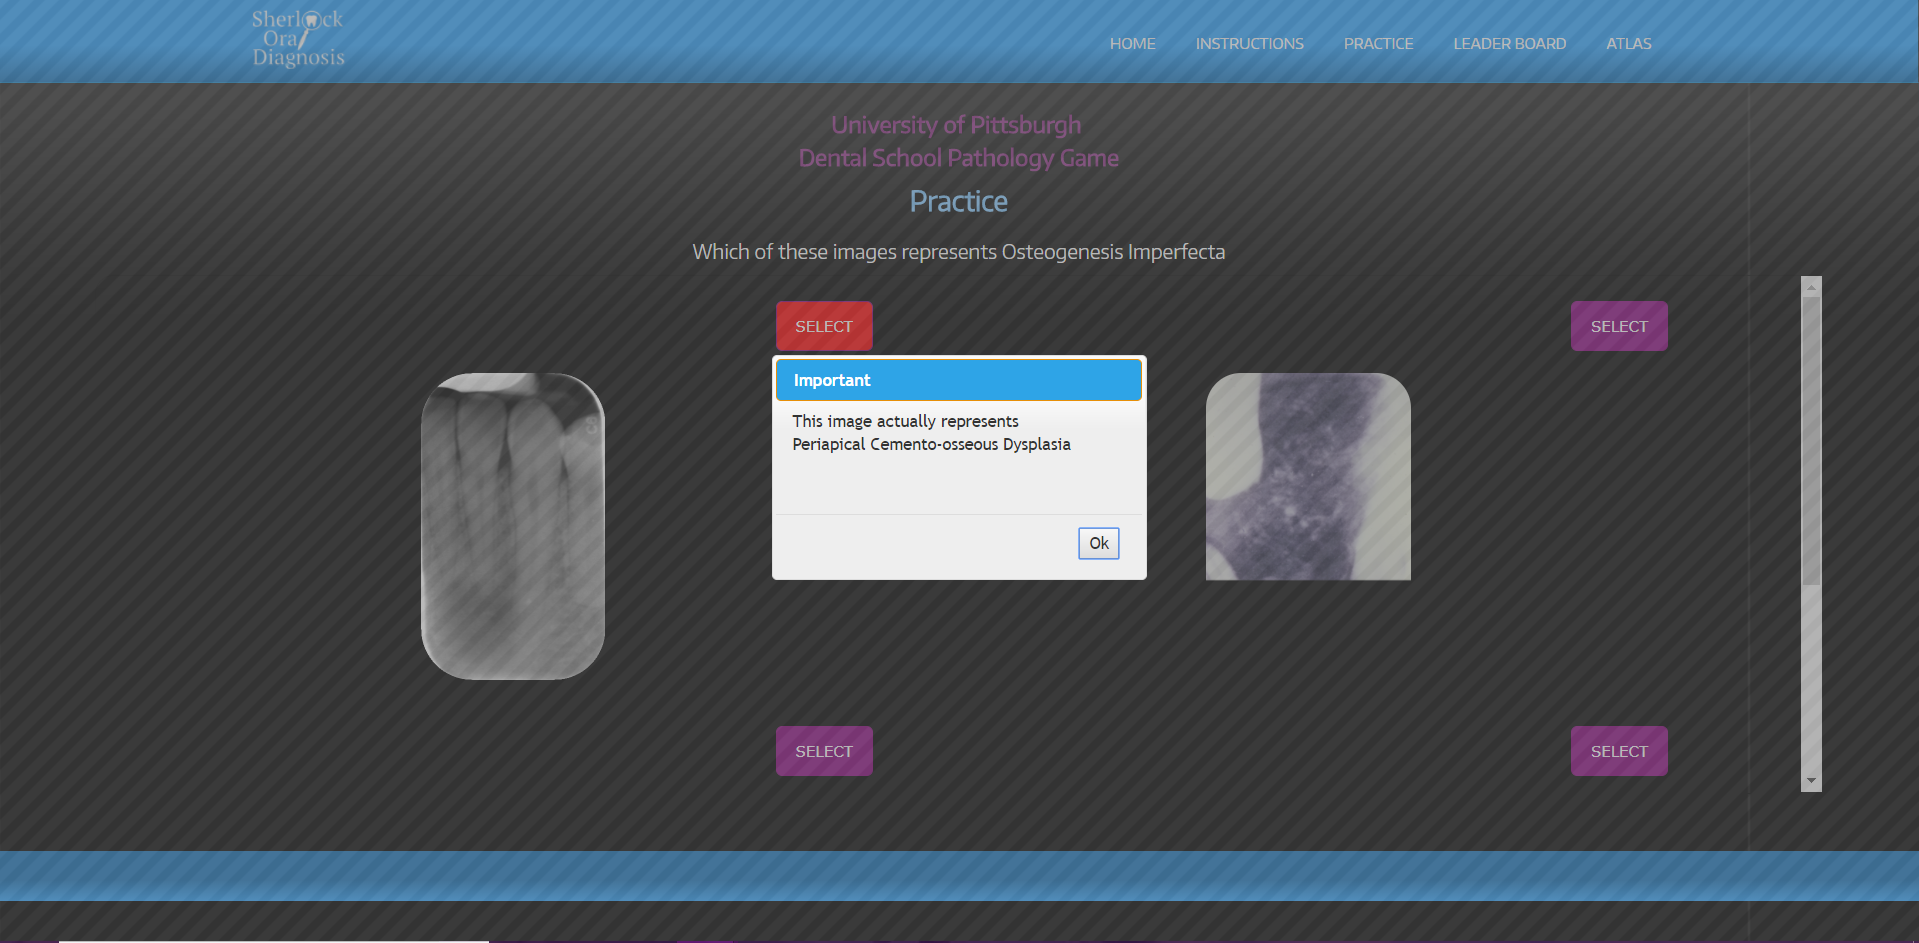 Sherlock
Oral
Diagnosis
HOME
INSTRUCTIONS
PRACTICE
LEADER BOARD
ATLAS
University of Pittsburgh
Dental School Pathology Game
Practice
Which of these images represents Osteogenesis Imperfecta
SELECT
SELECT
Important
This image actually represents
Periapical Cemento-osseous Dysplasia
Ok
SELECT
SELECT